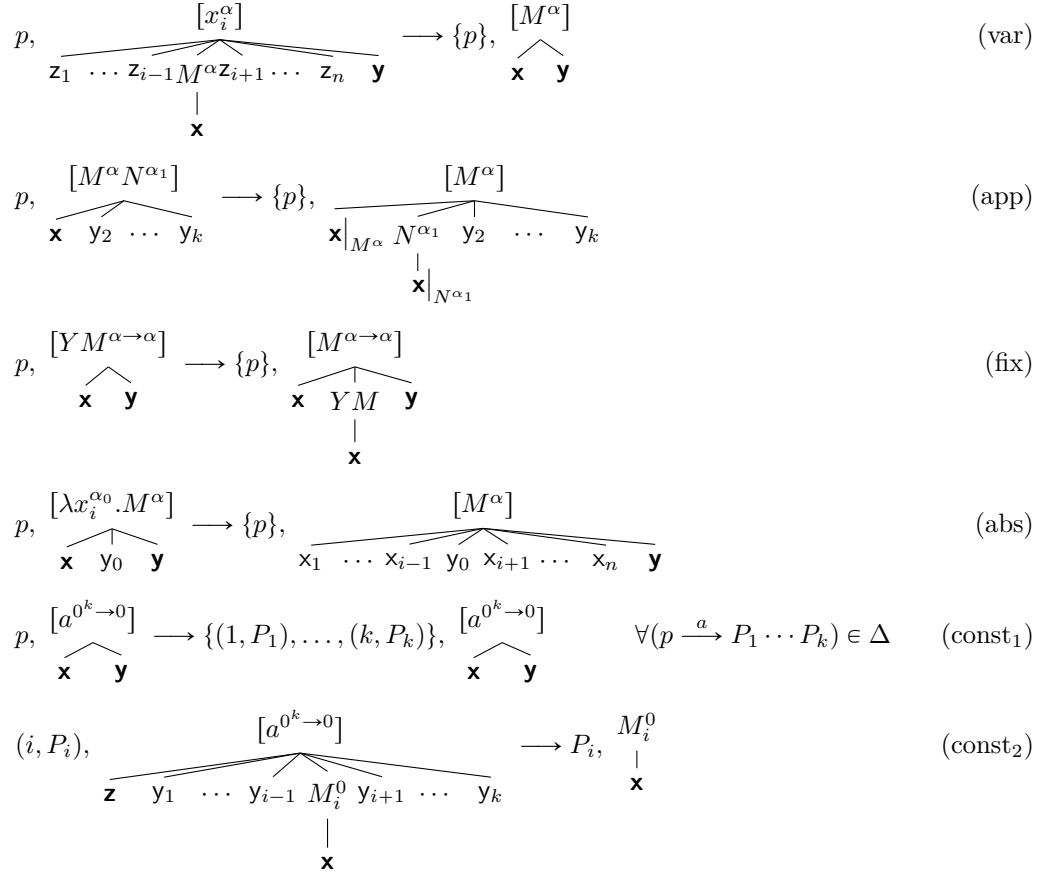 p, [x_i^α] ⟶ {p}, [M^α] (var)
z_1 ⋯ z_{i−1} M^α z_{i+1} ⋯ z_n **y** **x** **y**
**x**
p, [M^α N^{α_1}] ⟶ {p}, [M^α] (app)
**x** y_2 ⋯ y_k **x**|_{M^α} N^{α_1} y_2 ⋯ y_k
**x**|_{N^{α_1}}
p, [Y M^{α→α}] ⟶ {p}, [M^{α→α}] (fix)
**x** **y** **x** YM **y**
**x**
p, [λx_i^{α_0}.M^α] ⟶ {p}, [M^α] (abs)
**x** y_0 **y** x_1 ⋯ x_{i−1} y_0 x_{i+1} ⋯ x_n **y**
p, [a^{0^k→0}] ⟶ {(1, P_1), …, (k, P_k)}, [a^{0^k→0}] ∀(p —a→ P_1 ⋯ P_k) ∈ Δ (const_1)
**x** **y** **x** **y**
(i, P_i), [a^{0^k→0}] ⟶ P_i, M_i^0 (const_2)
**z** y_1 ⋯ y_{i−1} M_i^0 y_{i+1} ⋯ y_k **x**
**x**